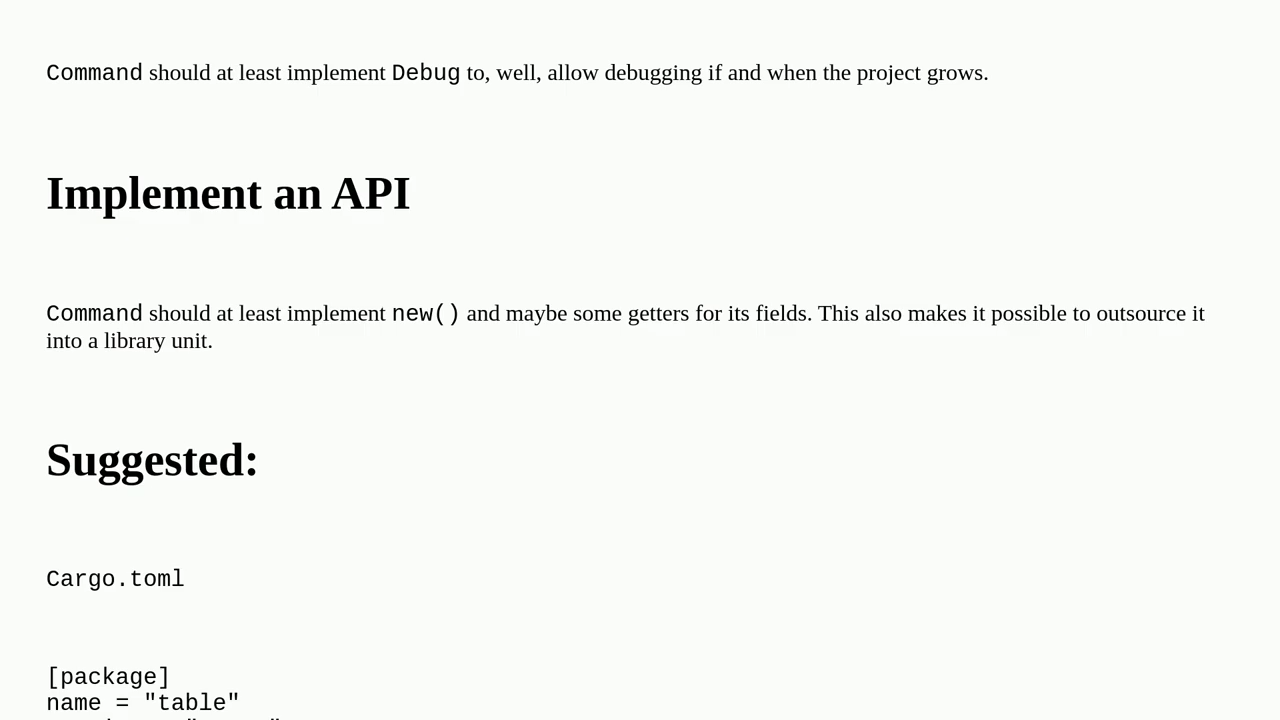 Command should at least implement Debug to, well, allow debugging if and when the project grows.
Implement an API
Command should at least implement new() and maybe some getters for its fields. This also makes it possible to outsource it
into a library unit.
Suggested:
Cargo.toml
[package]
name = "table"